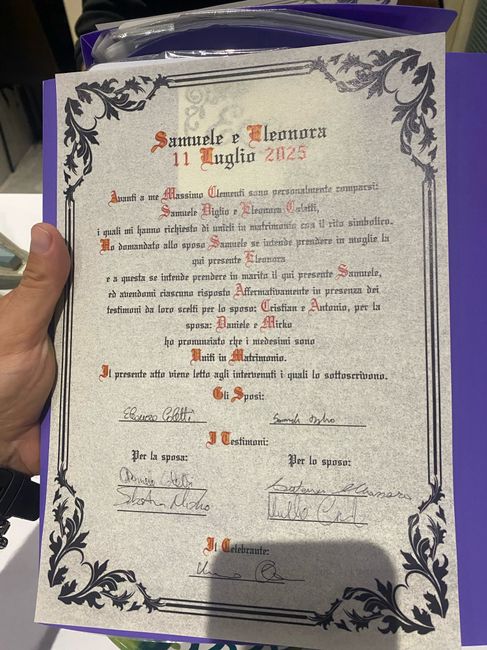 Samuele e Eleonora
11 Luglio 2025
Avanti a me Massimo Clementi sono personalmente comparsi:
Samuele Diglio e Eleonora Coletti,
i quali mi hanno richiesto di unirli in matrimonio con il rito simbolico.
Ho domandato allo sposo Samuele se intende prendere in moglie la
qui presente Eleonora
e a questa se intende prendere in marito il qui presente Samuele,
ed avendomi ciascuno risposto Affermativamente in presenza dei
testimoni da loro scelti per lo sposo: Cristian e Antonio, per la
sposa: Daniele e Mirko
ho pronunciato che i medesimi sono
Uniti in Matrimonio.
Il presente atto viene letto agli intervenuti i quali lo sottoscrivono.
Gli Sposi:
Eleonora Coletti
I Testimoni:
Per la sposa: Per lo sposo:
Il Celebrante: